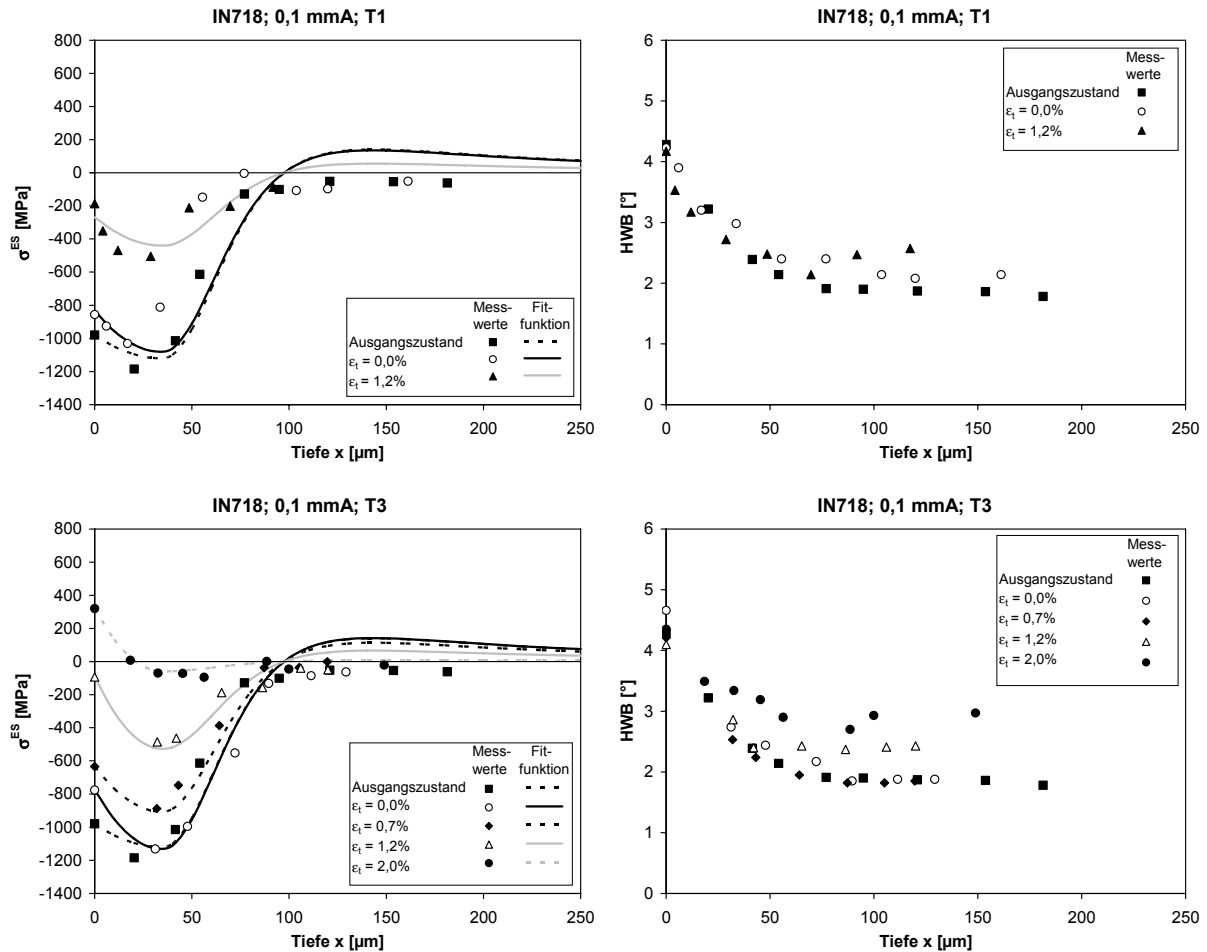 IN718; 0,1 mmA; T1
800
600
400
200
0
-200
-400
-600
-800
-1000
-1200
-1400
σ^ES [MPa]
0 50 100 150 200 250
Tiefe x [µm]
Mess- Fit-
werte funktion
Ausgangszustand
ε_t = 0,0%
ε_t = 1,2%
IN718; 0,1 mmA; T1
6
5
4
3
2
1
0
HWB [°]
0 50 100 150 200 250
Tiefe x [µm]
Mess-
werte
Ausgangszustand
ε_t = 0,0%
ε_t = 1,2%
IN718; 0,1 mmA; T3
800
600
400
200
0
-200
-400
-600
-800
-1000
-1200
-1400
σ^ES [MPa]
0 50 100 150 200 250
Tiefe x [µm]
Mess- Fit-
werte funktion
Ausgangszustand
ε_t = 0,0%
ε_t = 0,7%
ε_t = 1,2%
ε_t = 2,0%
IN718; 0,1 mmA; T3
6
5
4
3
2
1
0
HWB [°]
0 50 100 150 200 250
Tiefe x [µm]
Mess-
werte
Ausgangszustand
ε_t = 0,0%
ε_t = 0,7%
ε_t = 1,2%
ε_t = 2,0%